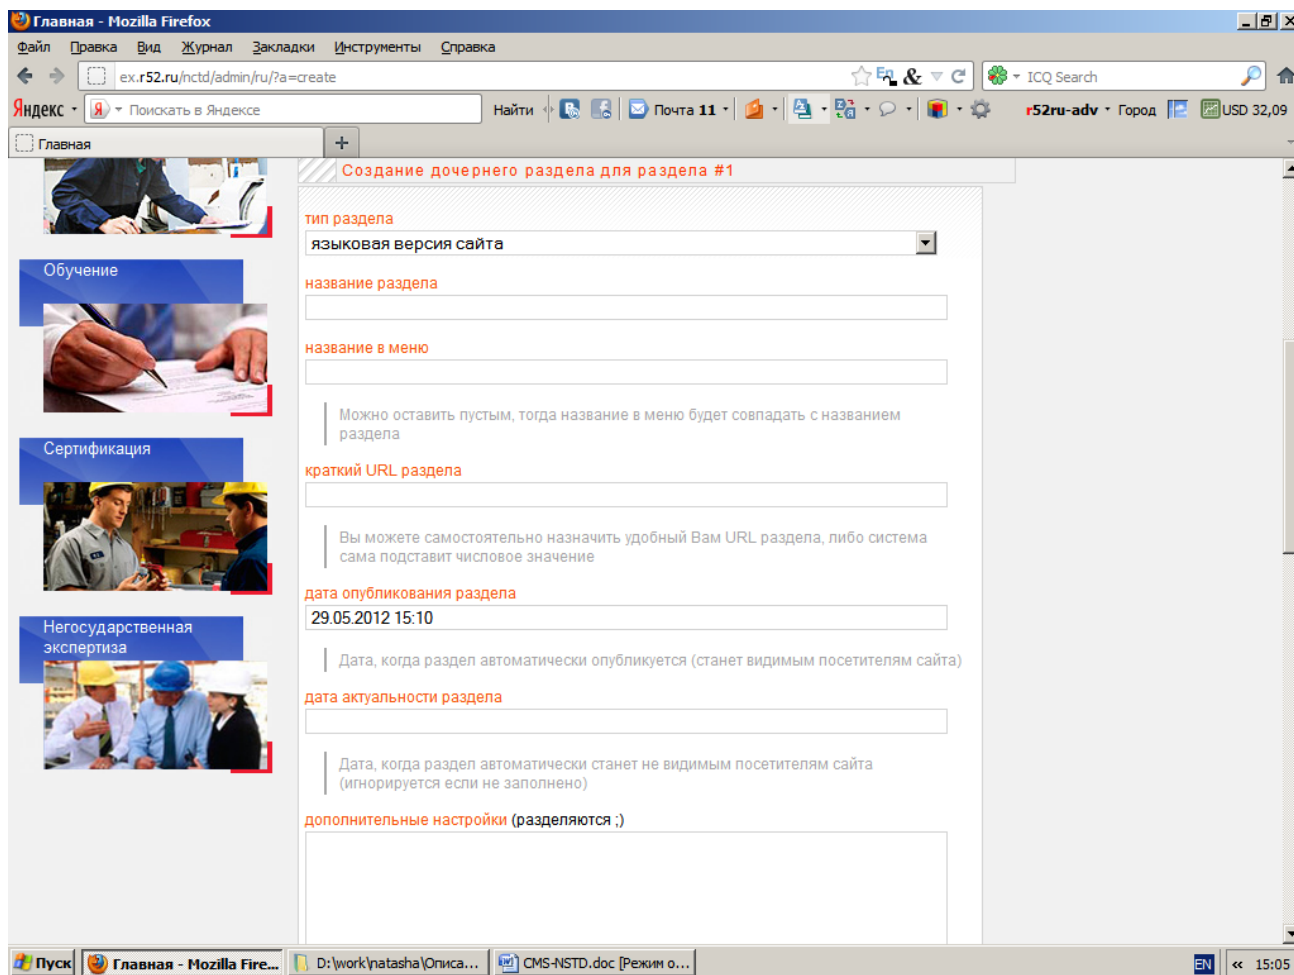 Главная - Mozilla Firefox
Файл Правка Вид Журнал Закладки Инструменты Справка
ex.r52.ru/nctd/admin/ru/?a=create
ICQ Search
Яндекс
Поискать в Яндексе
Найти
Почта 11
r52ru-adv
Город
USD 32,09
Главная
Создание дочернего раздела для раздела #1
тип раздела
языковая версия сайта
название раздела
название в меню
Можно оставить пустым, тогда название в меню будет совпадать с названием
раздела
краткий URL раздела
Вы можете самостоятельно назначить удобный Вам URL раздела, либо система
сама подставит числовое значение
дата опубликования раздела
29.05.2012 15:10
Дата, когда раздел автоматически опубликуется (станет видимым посетителям сайта)
дата актуальности раздела
Дата, когда раздел автоматически станет не видимым посетителям сайта
(игнорируется если не заполнено)
дополнительные настройки (разделяются ;)
Обучение
Сертификация
Негосударственная
экспертиза
Пуск
Главная - Mozilla Fire...
D:\work\natasha\Описа...
CMS-NSTD.doc [Режим о...
EN
« 15:05